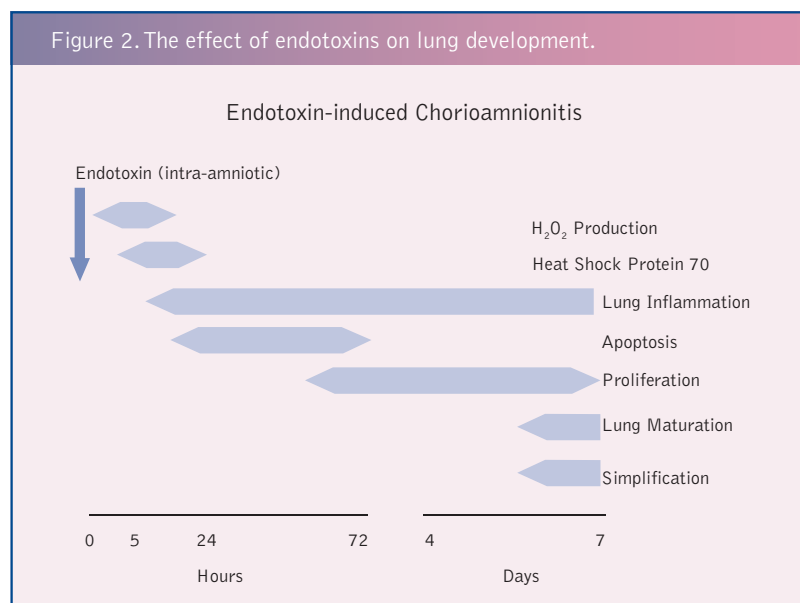 Figure 2. The effect of endotoxins on lung development.
Endotoxin-induced Chorioamnionitis
Endotoxin (intra-amniotic)
H₂O₂ Production
Heat Shock Protein 70
Lung Inflammation
Apoptosis
Proliferation
Lung Maturation
Simplification
0 5 24 72 4 7
Hours Days